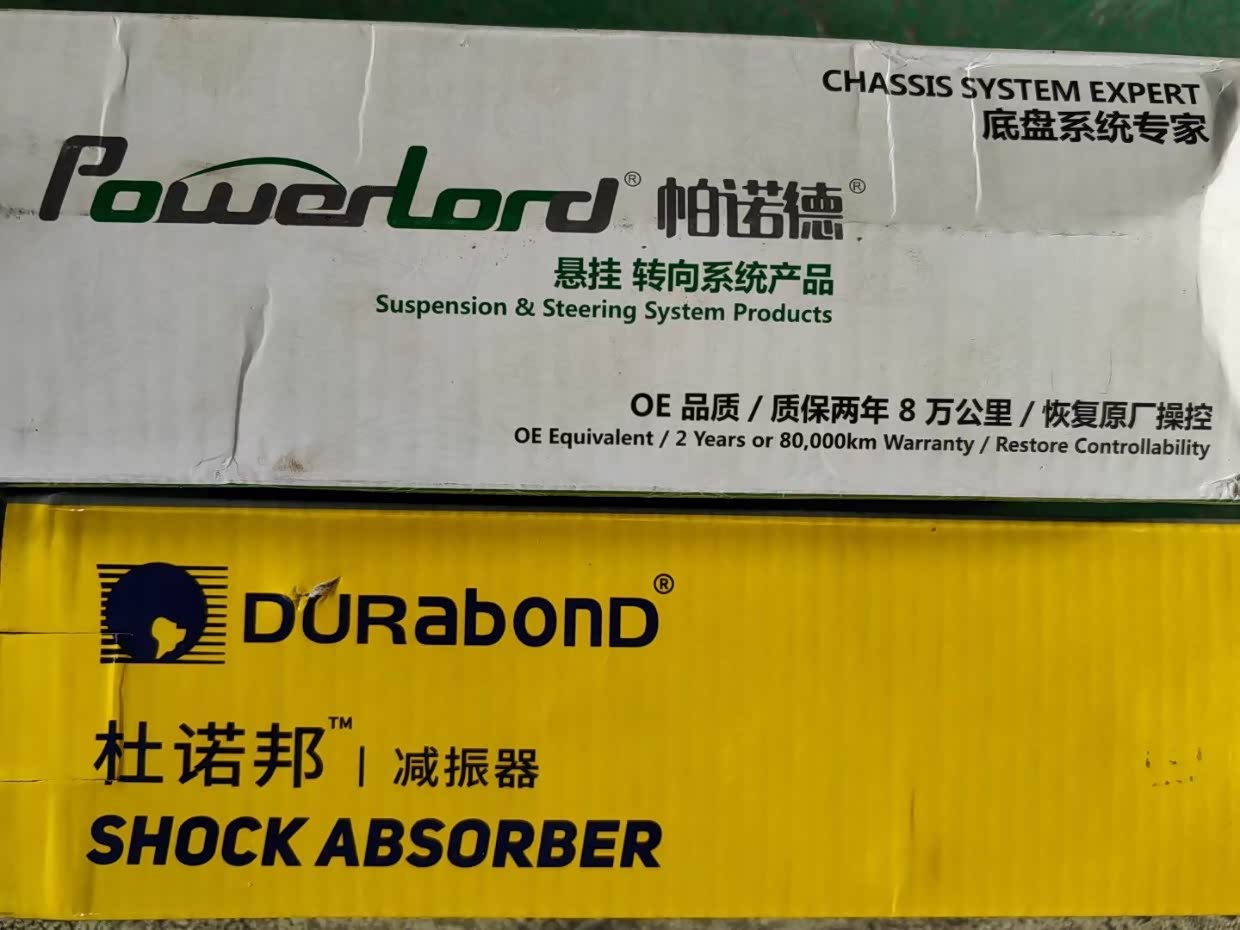 CHASSIS SYSTEM EXPERT
底盘系统专家
PowerLord® 帕诺德®
悬挂 转向系统产品
Suspension & Steering System Products
OE 品质 / 质保两年 8 万公里 / 恢复原厂操控
OE Equivalent / 2 Years or 80,000km Warranty / Restore Controllability
DURabonD®
杜诺邦™ | 减振器
SHOCK ABSORBER